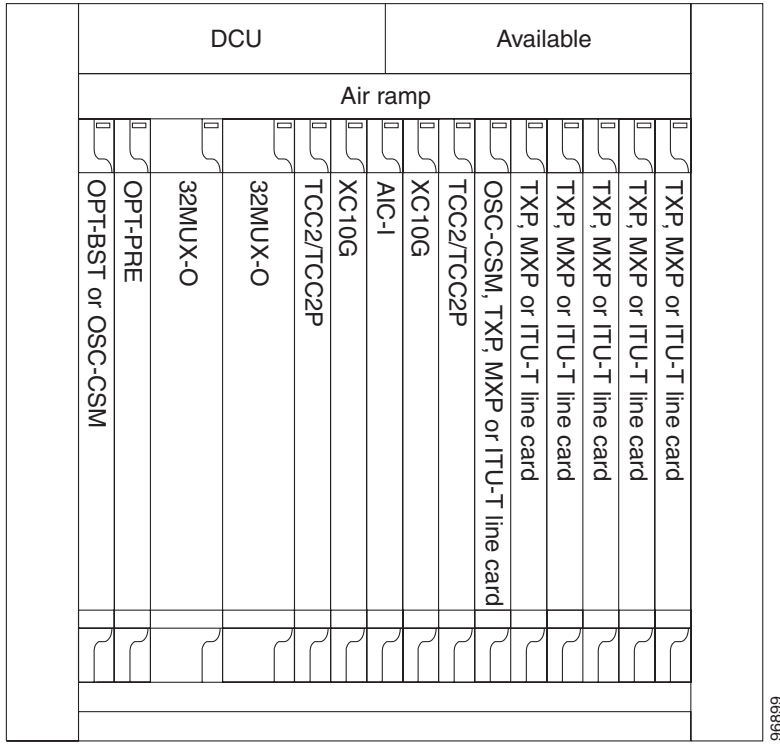 DCU
Available
Air ramp
OPT-BST or OSC-CSM
OPT-PRE
32MUX-O
32MUX-O
TCC2/TCC2P
XC10G
AIC-I
XC10G
TCC2/TCC2P
OSC-CSM, TXP, MXP or ITU-T line card
TXP, MXP or ITU-T line card
TXP, MXP or ITU-T line card
TXP, MXP or ITU-T line card
TXP, MXP or ITU-T line card
TXP, MXP or ITU-T line card
96899